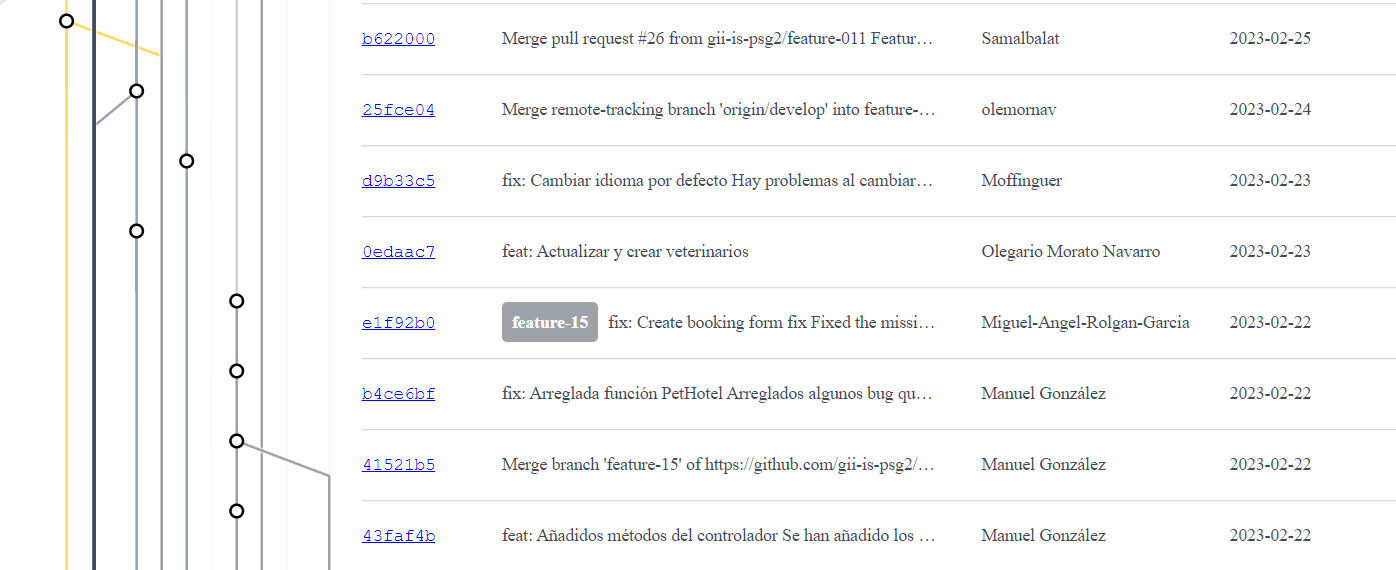 b622000 Merge pull request #26 from gii-is-psg2/feature-011 Featur… Samalbalat 2023-02-25
25fce04 Merge remote-tracking branch 'origin/develop' into feature-… olemornav 2023-02-24
d9b33c5 fix: Cambiar idioma por defecto Hay problemas al cambiar… Moffinguer 2023-02-23
0edaac7 feat: Actualizar y crear veterinarios Olegario Morato Navarro 2023-02-23
e1f92b0 feature-15 fix: Create booking form fix Fixed the missi… Miguel-Angel-Rolgan-Garcia 2023-02-22
b4ce6bf fix: Arreglada función PetHotel Arreglados algunos bug qu… Manuel González 2023-02-22
41521b5 Merge branch 'feature-15' of https://github.com/gii-is-psg2/… Manuel González 2023-02-22
43faf4b feat: Añadidos métodos del controlador Se han añadido los … Manuel González 2023-02-22